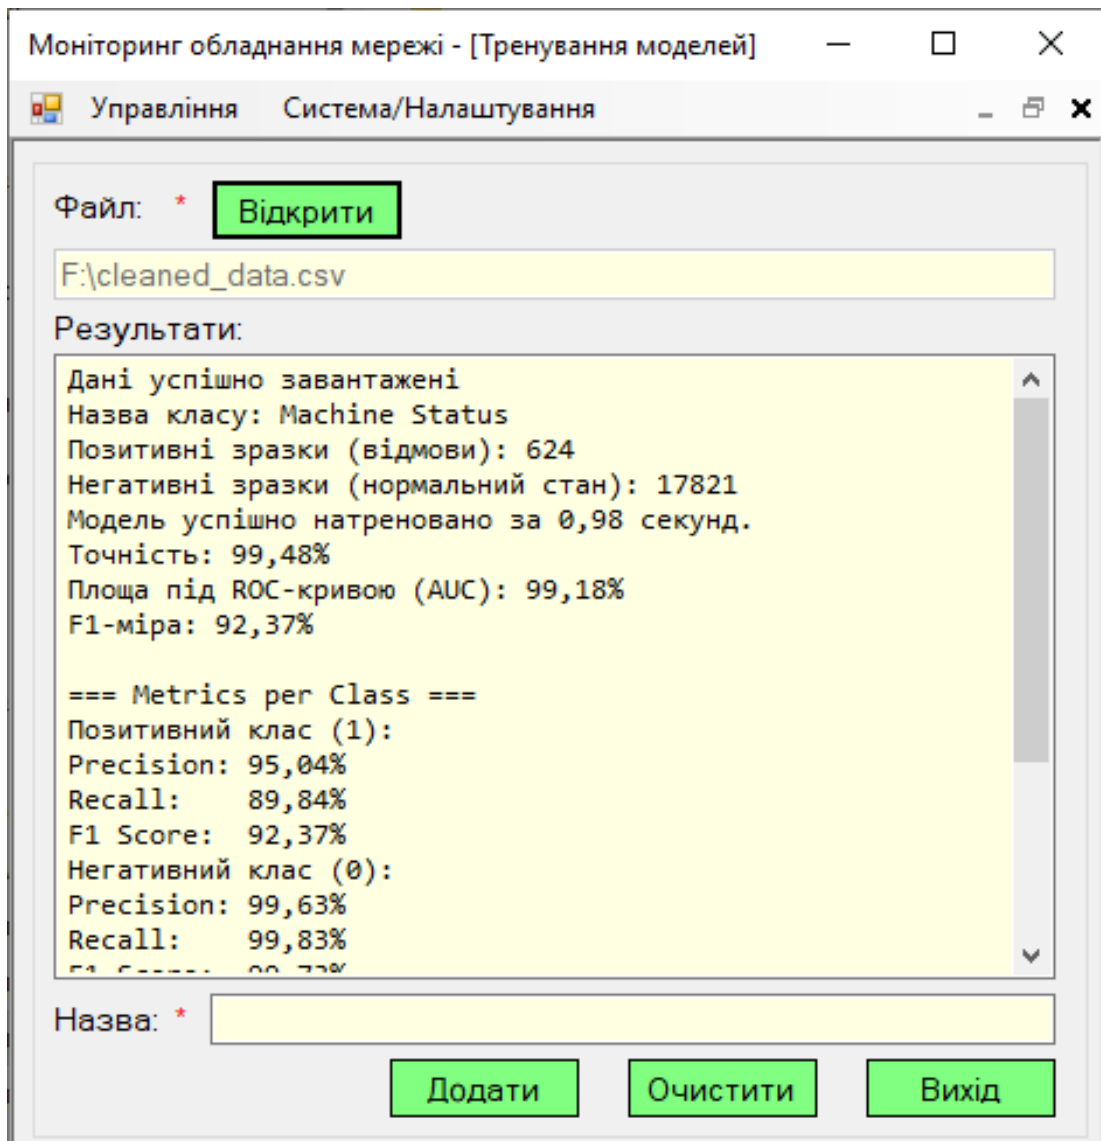 Моніторинг обладнання мережі - [Тренування моделей]
Управління Система/Налаштування
Файл: * Відкрити
F:\cleaned_data.csv
Результати:
Дані успішно завантажені
Назва класу: Machine Status
Позитивні зразки (відмови): 624
Негативні зразки (нормальний стан): 17821
Модель успішно натреновано за 0,98 секунд.
Точність: 99,48%
Площа під ROC-кривою (AUC): 99,18%
F1-міра: 92,37%
=== Metrics per Class ===
Позитивний клас (1):
Precision: 95,04%
Recall: 89,84%
F1 Score: 92,37%
Негативний клас (0):
Precision: 99,63%
Recall: 99,83%
F1 Score: 99,73%
Назва: *
Додати Очистити Вихід